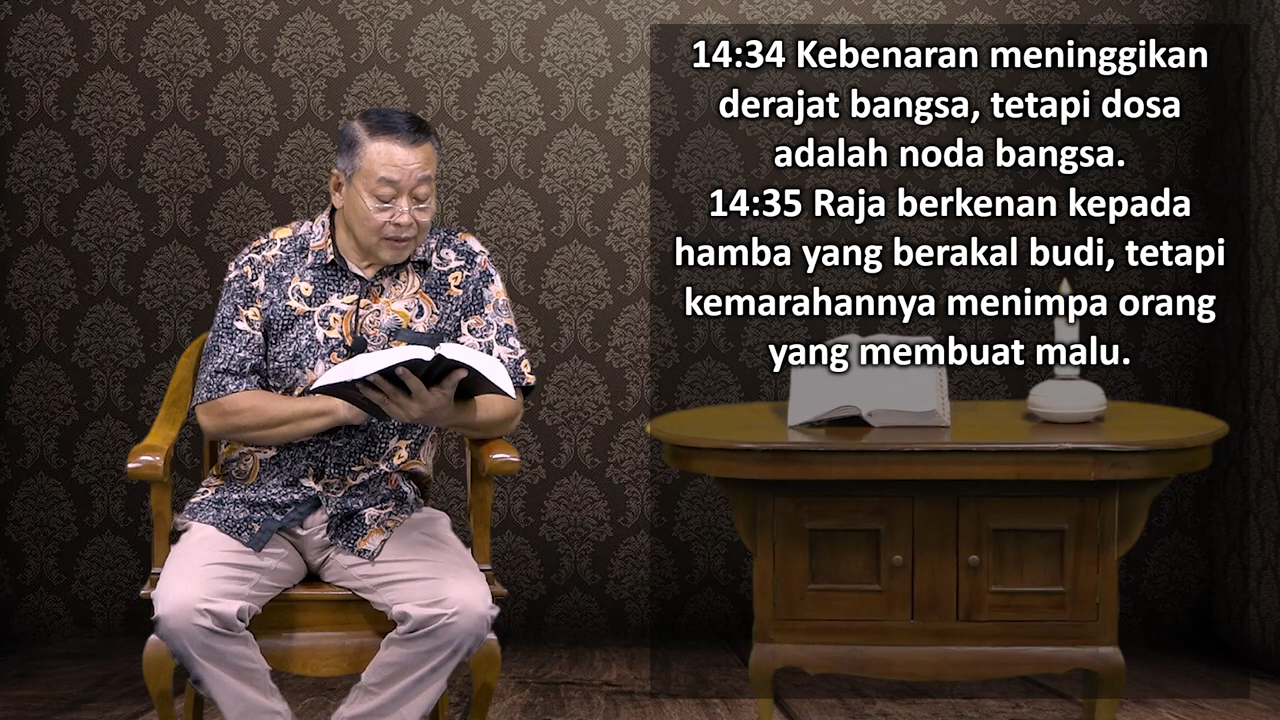 14:34 Kebenaran meninggikan
derajat bangsa, tetapi dosa
adalah noda bangsa.
14:35 Raja berkenan kepada
hamba yang berakal budi, tetapi
kemarahannya menimpa orang
yang membuat malu.